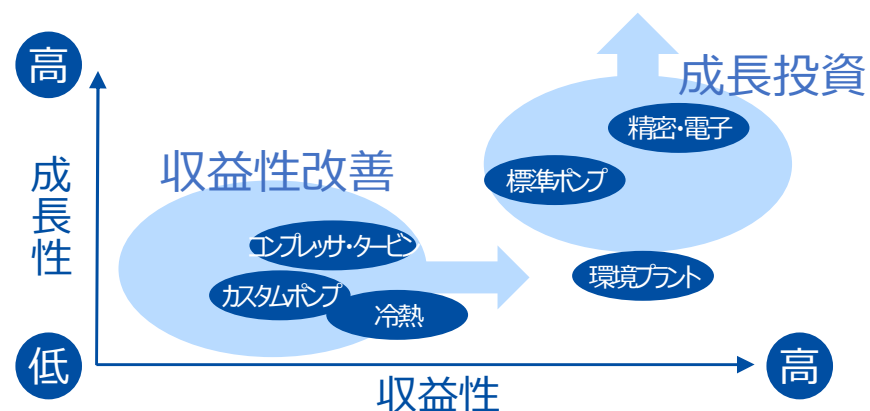 高
成長投資
精密・電子
収益性改善
標準ポンプ
成長性
コンプレッサ・タービン
環境プラント
カスタムポンプ
冷熱
低
高
収益性